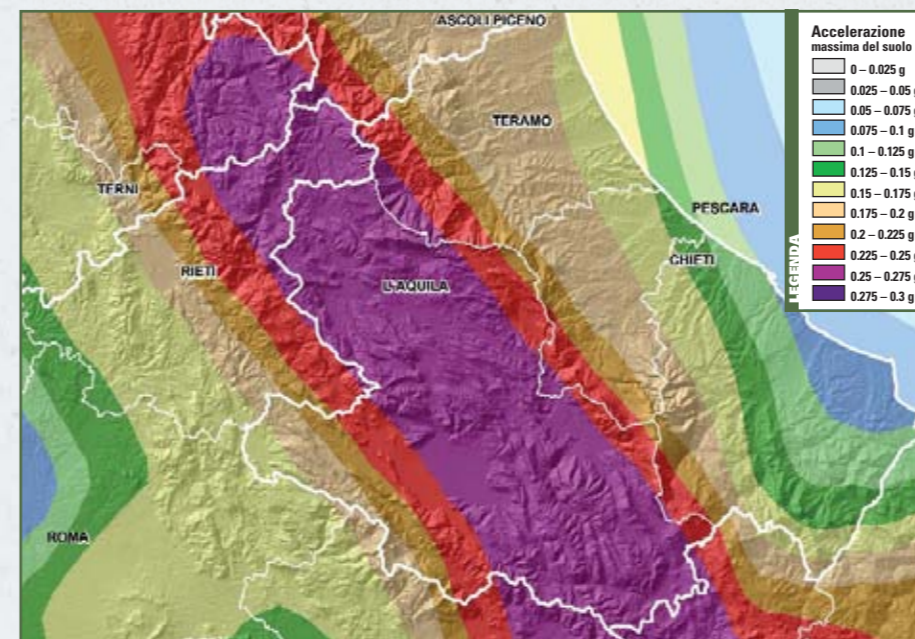 ASCOLI PICENO
TERAMO
TERNI
PESCARA
RIETI
CHIETI
L'AQUILA
ROMA
LEGENDA
Accelerazione
massima del suolo
0 – 0.025 g
0.025 – 0.05 g
0.05 – 0.075 g
0.075 – 0.1 g
0.1 – 0.125 g
0.125 – 0.15 g
0.15 – 0.175 g
0.175 – 0.2 g
0.2 – 0.225 g
0.225 – 0.25 g
0.25 – 0.275 g
0.275 – 0.3 g